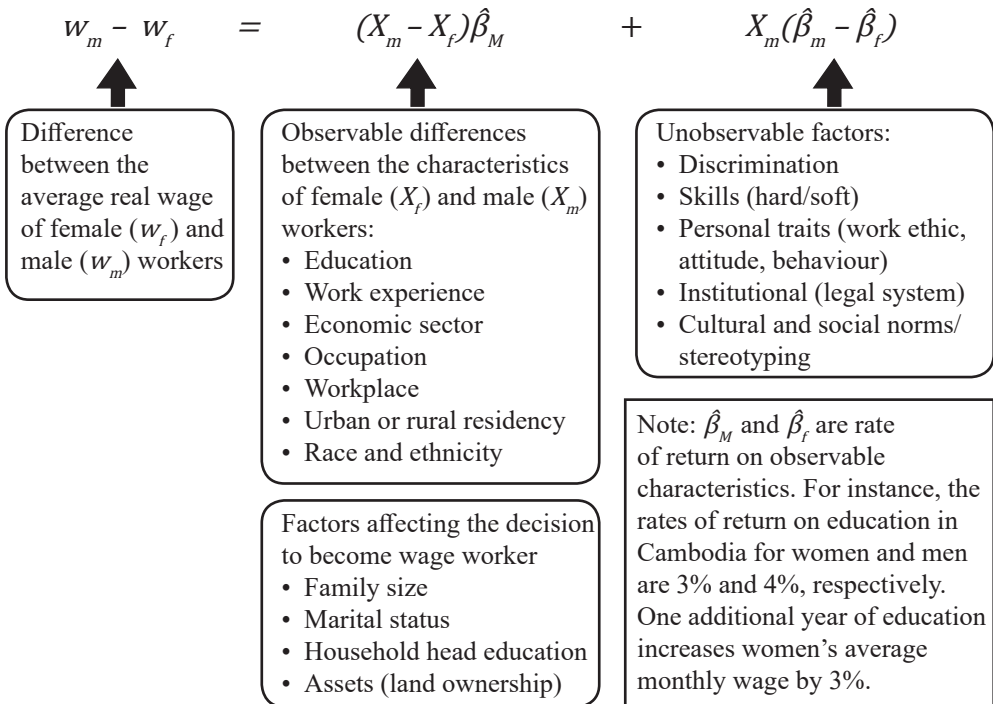 w_m – w_f = (X_m – X_f)β̂_M + X_m(β̂_m – β̂_f)
Difference
between the
average real wage
of female (w_f) and
male (w_m) workers
Observable differences
between the characteristics
of female (X_f) and male (X_m)
workers:
• Education
• Work experience
• Economic sector
• Occupation
• Workplace
• Urban or rural residency
• Race and ethnicity
Factors affecting the decision
to become wage worker
• Family size
• Marital status
• Household head education
• Assets (land ownership)
Unobservable factors:
• Discrimination
• Skills (hard/soft)
• Personal traits (work ethic,
attitude, behaviour)
• Institutional (legal system)
• Cultural and social norms/
stereotyping
Note: β̂_M and β̂_f are rate
of return on observable
characteristics. For instance, the
rates of return on education in
Cambodia for women and men
are 3% and 4%, respectively.
One additional year of education
increases women’s average
monthly wage by 3%.